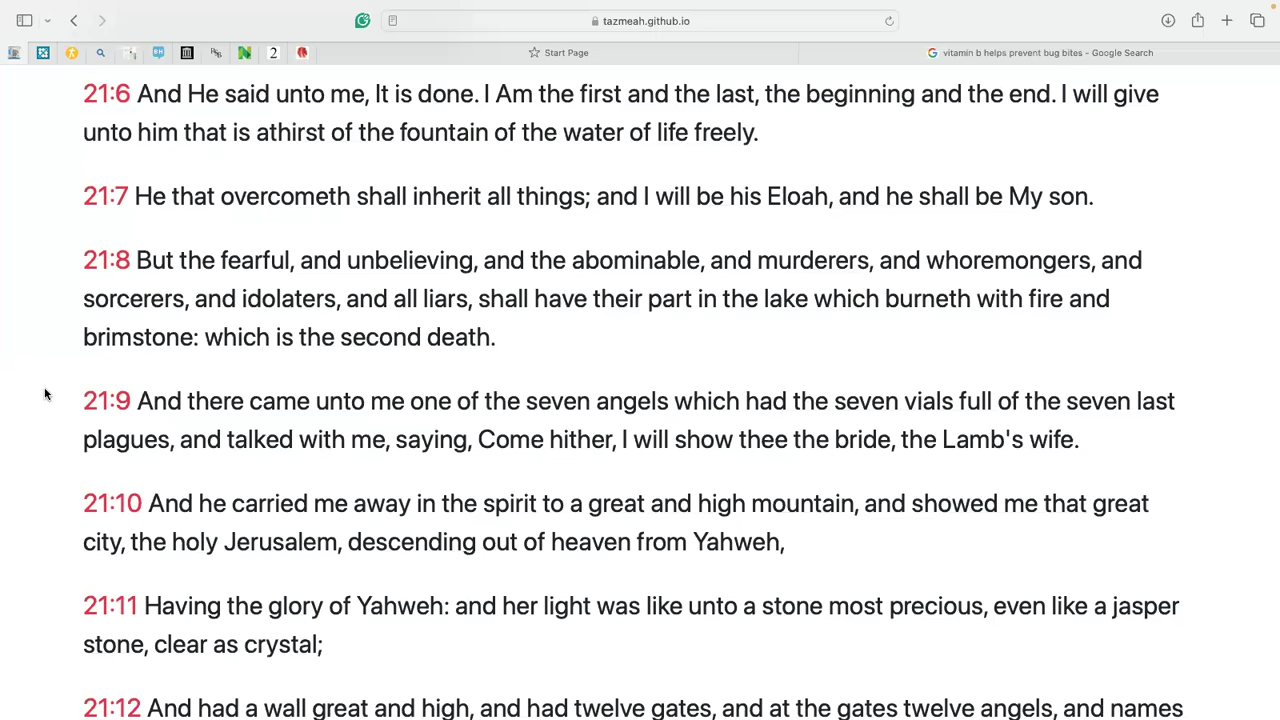 tazmeah.github.io
Start Page
vitamin b helps prevent bug bites - Google Search
21:6 And He said unto me, It is done. I Am the first and the last, the beginning and the end. I will give
unto him that is athirst of the fountain of the water of life freely.
21:7 He that overcometh shall inherit all things; and I will be his Eloah, and he shall be My son.
21:8 But the fearful, and unbelieving, and the abominable, and murderers, and whoremongers, and
sorcerers, and idolaters, and all liars, shall have their part in the lake which burneth with fire and
brimstone: which is the second death.
21:9 And there came unto me one of the seven angels which had the seven vials full of the seven last
plagues, and talked with me, saying, Come hither, I will show thee the bride, the Lamb's wife.
21:10 And he carried me away in the spirit to a great and high mountain, and showed me that great
city, the holy Jerusalem, descending out of heaven from Yahweh,
21:11 Having the glory of Yahweh: and her light was like unto a stone most precious, even like a jasper
stone, clear as crystal;
21:12 And had a wall great and high, and had twelve gates, and at the gates twelve angels, and names